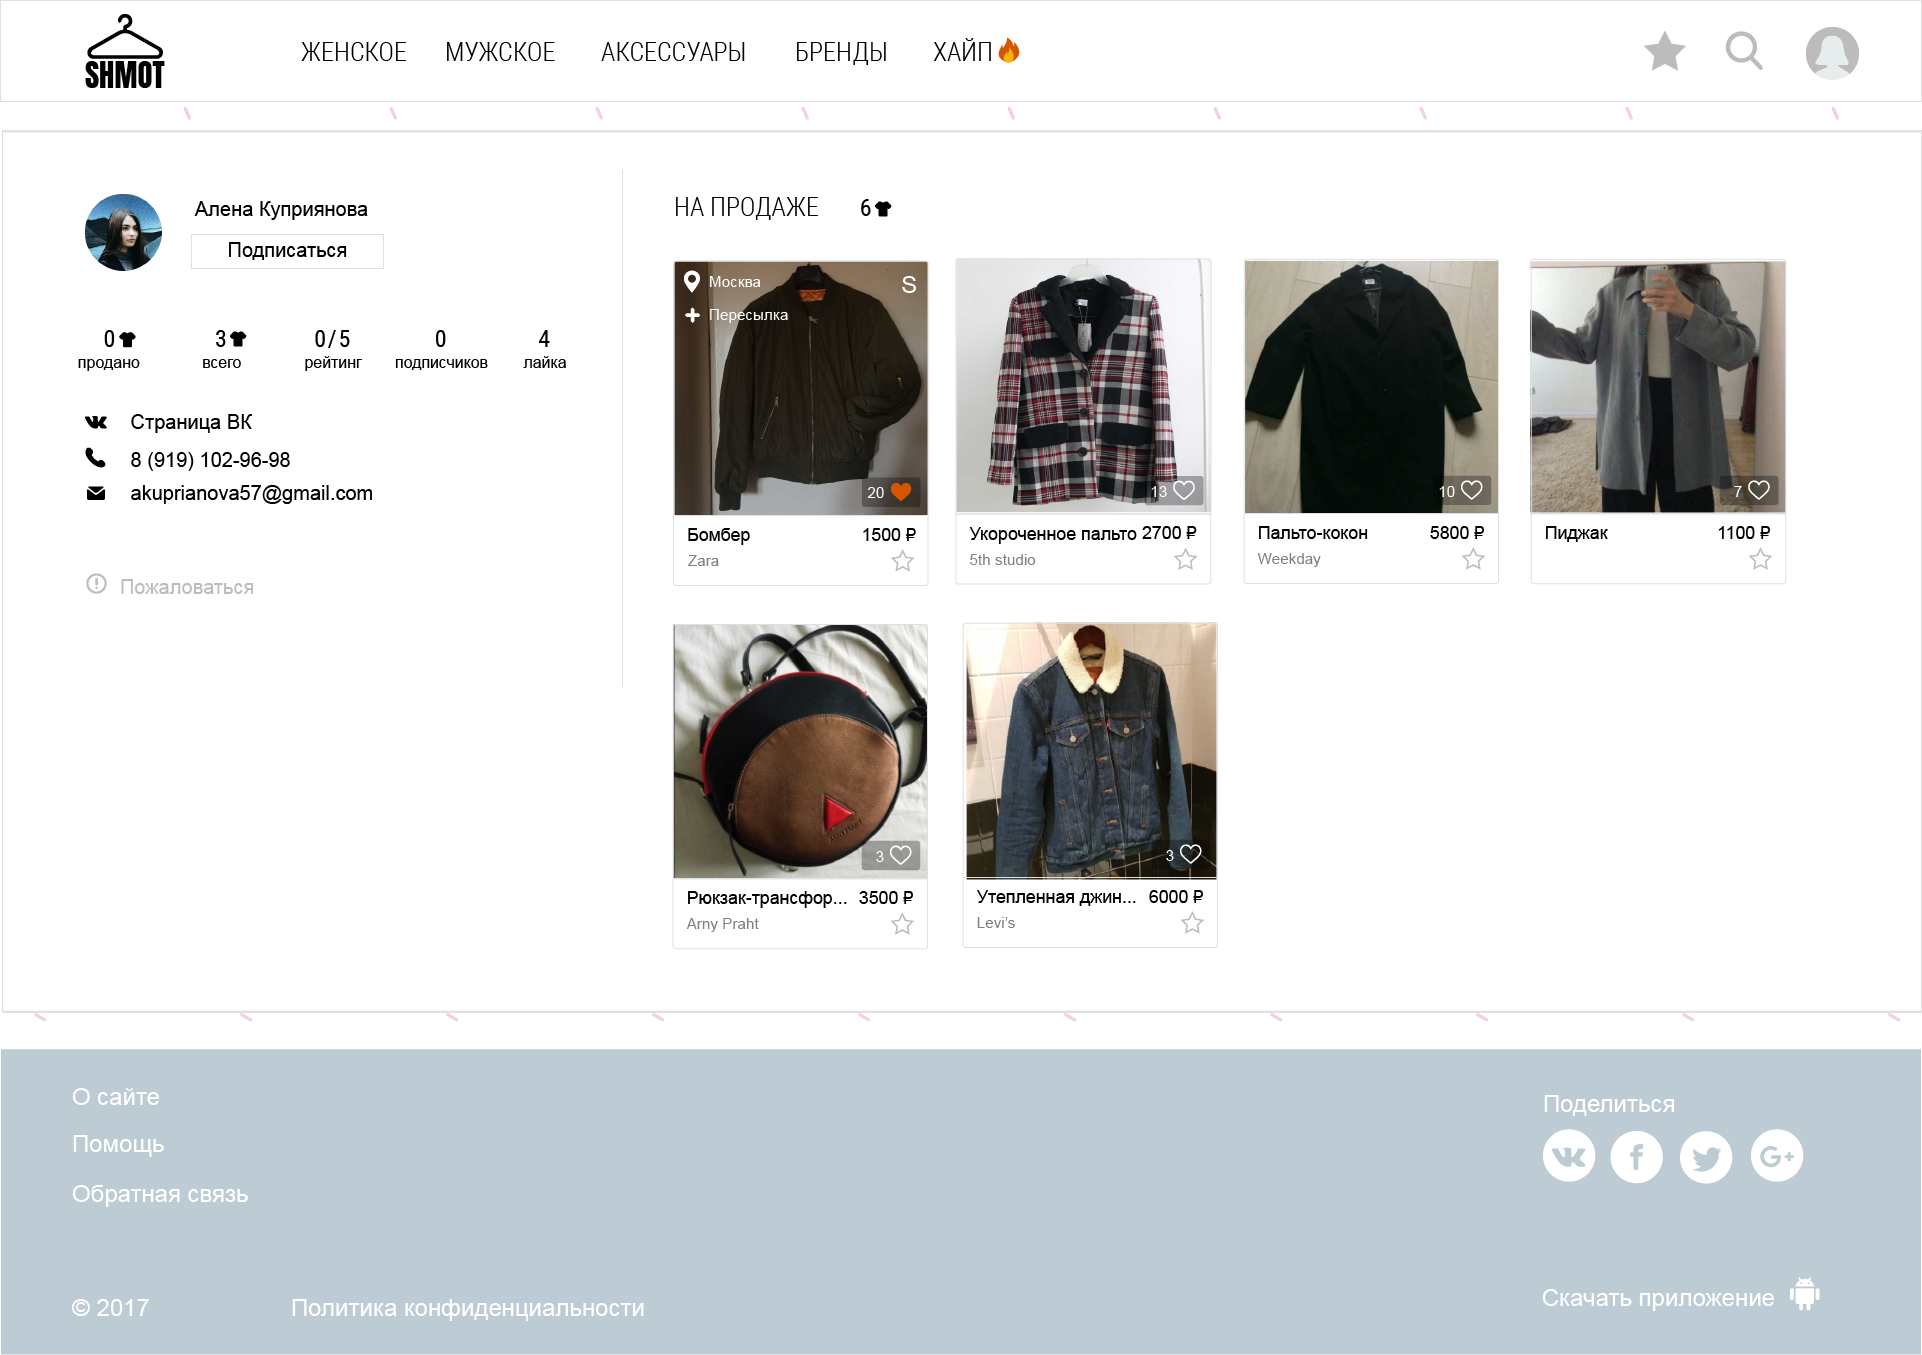 SHMOT
ЖЕНСКОЕ МУЖСКОЕ АКСЕССУАРЫ БРЕНДЫ ХАЙП
Алена Куприянова
Подписаться
0 3 0/5 0 4
продано всего рейтинг подписчиков лайка
Страница ВК
8 (919) 102-96-98
akuprianova57@gmail.com
Пожаловаться
НА ПРОДАЖЕ 6
Москва S
Пересылка
20 13 10 7
Бомбер 1500 ₽ Укороченное пальто 2700 ₽ Пальто-кокон 5800 ₽ Пиджак 1100 ₽
Zara 5th studio Weekday
3 3
Рюкзак-трансфор... 3500 ₽ Утепленная джин... 6000 ₽
Arny Praht Levi's
О сайте
Помощь
Обратная связь
Поделиться
Скачать приложение
© 2017 Политика конфиденциальности